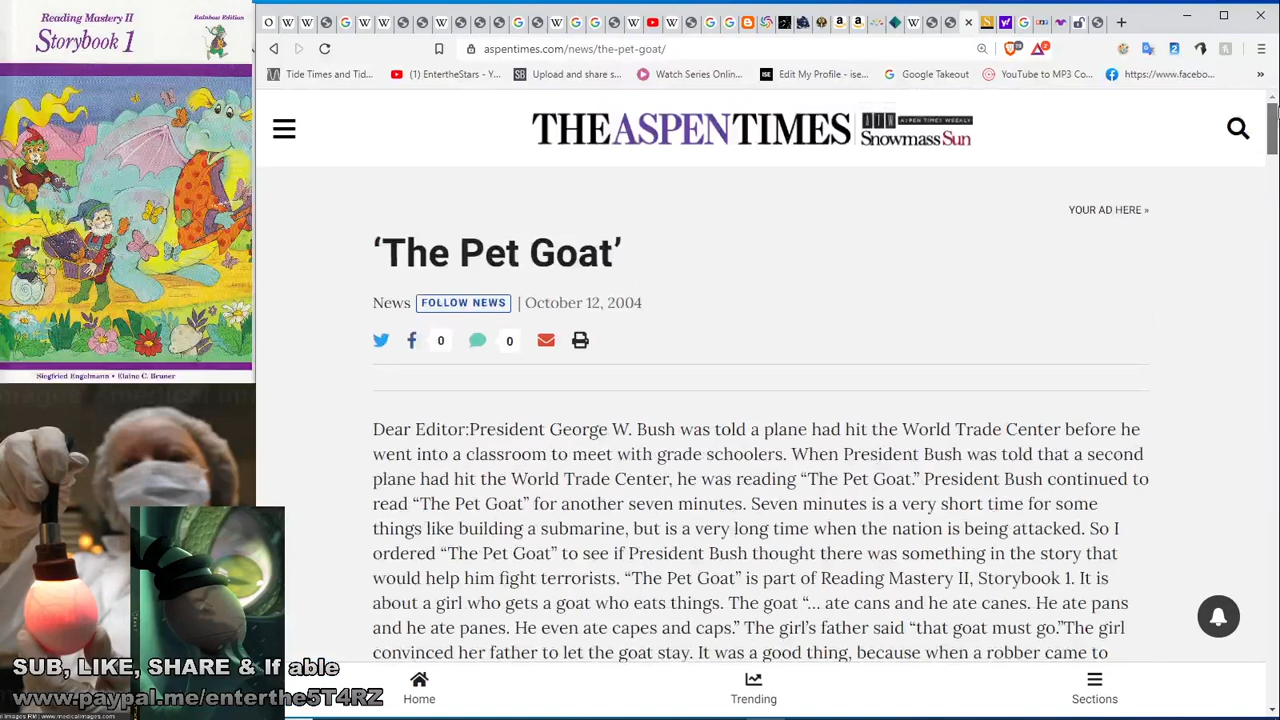 Reading Mastery II
Storybook 1
Rainbow Edition
Siegfried Engelmann • Elaine C. Bruner
aspentimes.com/news/the-pet-goat/
Tide Times and Tid...
(1) EntertheStars - Y...
Upload and share s...
Watch Series Onlin...
Edit My Profile - ise...
Google Takeout
YouTube to MP3 Co...
https://www.facebo...
THE ASPEN TIMES
ASPEN TIMES WEEKLY
Snowmass Sun
YOUR AD HERE »
‘The Pet Goat’
News FOLLOW NEWS | October 12, 2004
0 0
Dear Editor:President George W. Bush was told a plane had hit the World Trade Center before he
went into a classroom to meet with grade schoolers. When President Bush was told that a second
plane had hit the World Trade Center, he was reading “The Pet Goat.” President Bush continued to
read “The Pet Goat” for another seven minutes. Seven minutes is a very short time for some
things like building a submarine, but is a very long time when the nation is being attacked. So I
ordered “The Pet Goat” to see if President Bush thought there was something in the story that
would help him fight terrorists. “The Pet Goat” is part of Reading Mastery II, Storybook 1. It is
about a girl who gets a goat who eats things. The goat “… ate cans and he ate canes. He ate pans
and he ate panes. He even ate capes and caps.” The girl’s father said “that goat must go.”The girl
convinced her father to let the goat stay. It was a good thing, because when a robber came to
Home
Trending
Sections
SUB, LIKE, SHARE & If able
www.paypal.me/enterthe5T4RZ
www.medicalimages.com